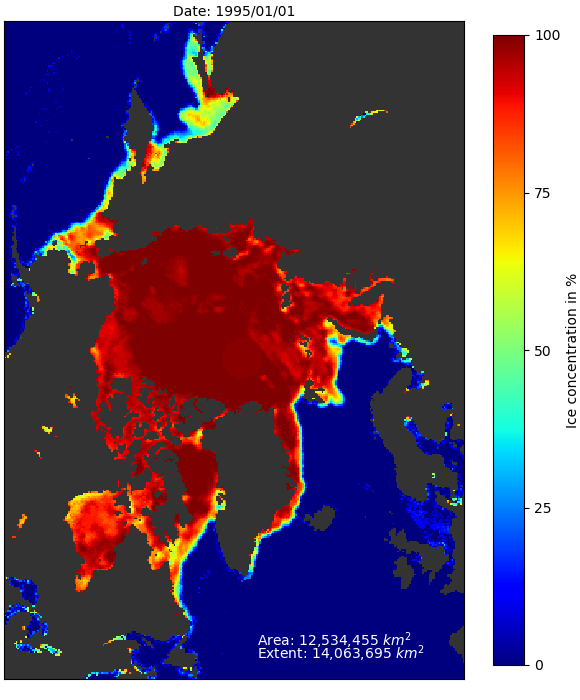 Date: 1995/01/01
100
75
50
25
0
Ice concentration in %
Area: 12,534,455 km²
Extent: 14,063,695 km²